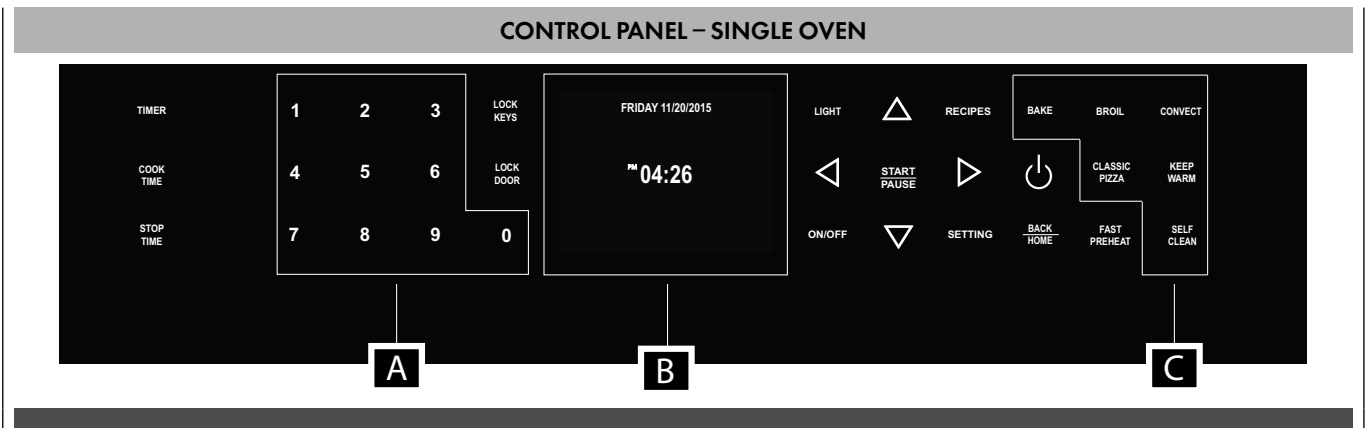 CONTROL PANEL – SINGLE OVEN
TIMER
COOK
TIME
STOP
TIME
1 2 3
4 5 6
7 8 9 0
LOCK
KEYS
LOCK
DOOR
FRIDAY 11/20/2015
PM 04:26
LIGHT
RECIPES
START
PAUSE
ON/OFF
SETTING
BACK
HOME
BAKE
BROIL
CONVECT
CLASSIC
PIZZA
KEEP
WARM
FAST
PREHEAT
SELF
CLEAN
A
B
C